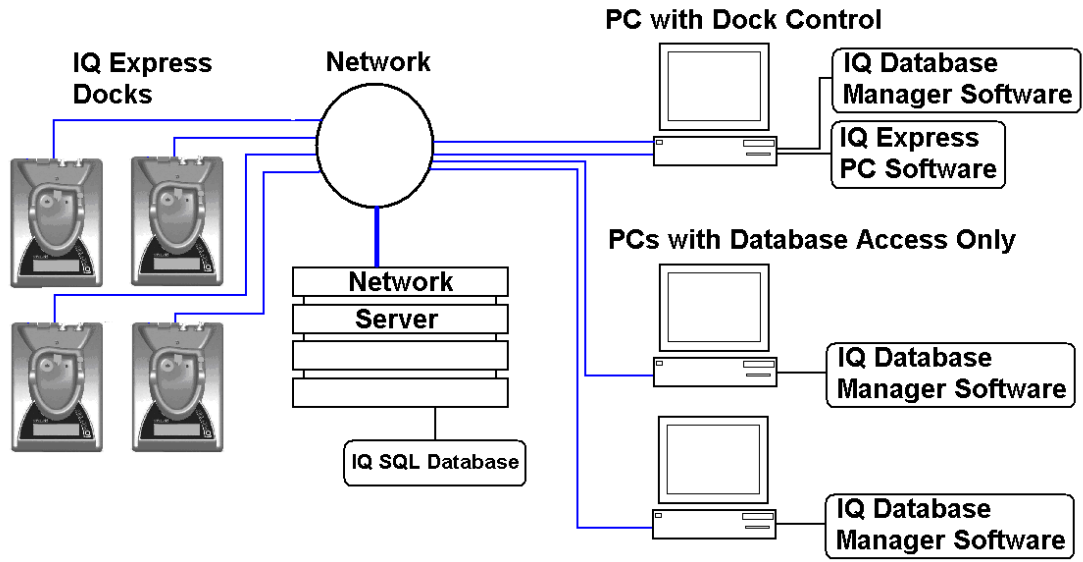 PC with Dock Control
IQ Express
Docks
Network
IQ Database
Manager Software
IQ Express
PC Software
PCs with Database Access Only
Network
Server
IQ Database
Manager Software
IQ SQL Database
IQ Database
Manager Software